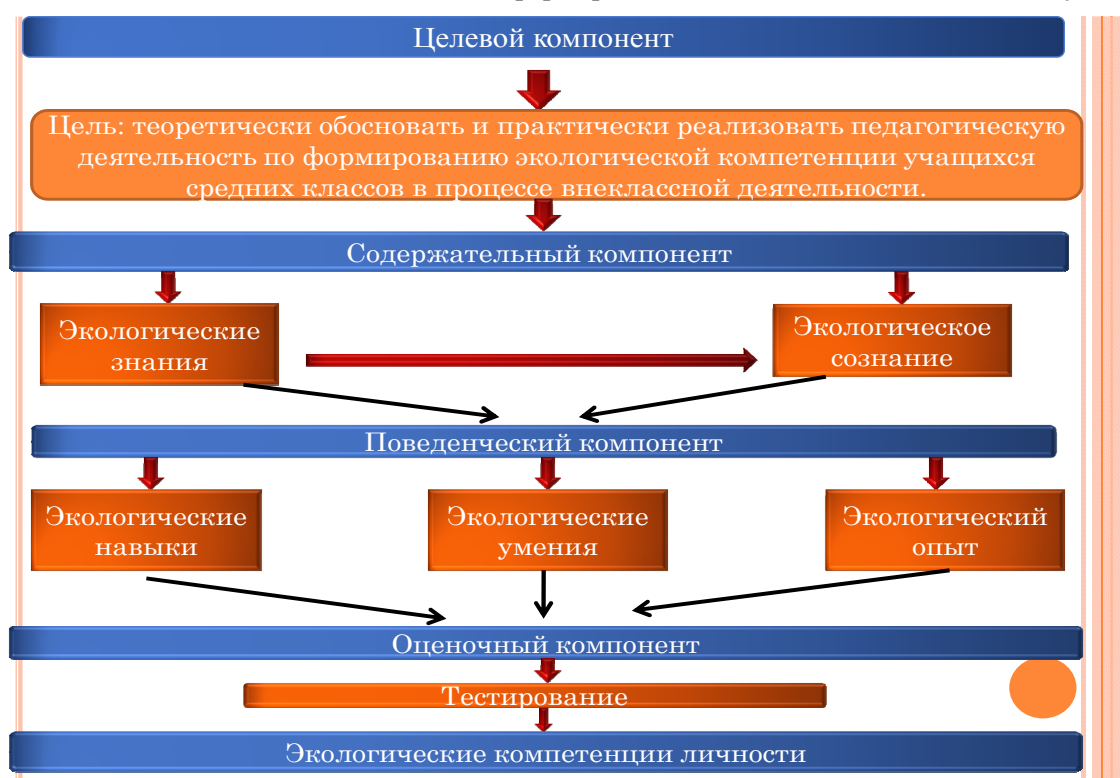 Целевой компонент
Цель: теоретически обосновать и практически реализовать педагогическую
деятельность по формированию экологической компетенции учащихся
средних классов в процессе внеклассной деятельности.
Содержательный компонент
Экологические
знания
Экологическое
сознание
Поведенческий компонент
Экологические
навыки
Экологические
умения
Экологический
опыт
Оценочный компонент
Тестирование
Экологические компетенции личности